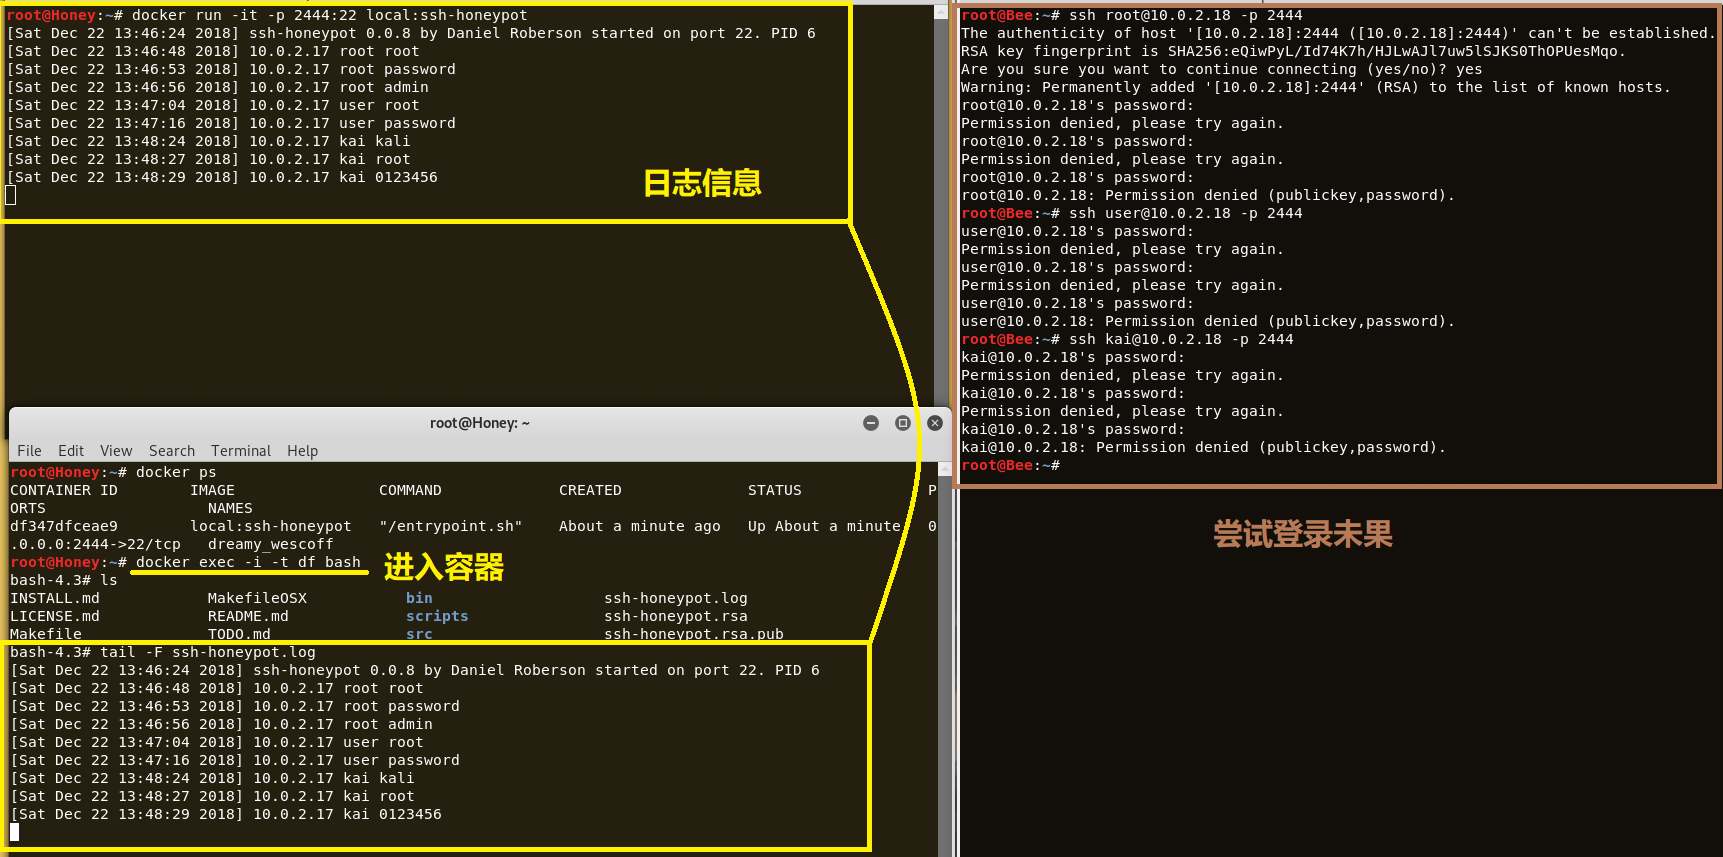 root@Honey:~# docker run -it -p 2444:22 local:ssh-honeypot
[Sat Dec 22 13:46:24 2018] ssh-honeypot 0.0.8 by Daniel Roberson started on port 22. PID 6
[Sat Dec 22 13:46:48 2018] 10.0.2.17 root root
[Sat Dec 22 13:46:53 2018] 10.0.2.17 root password
[Sat Dec 22 13:46:56 2018] 10.0.2.17 root admin
[Sat Dec 22 13:47:04 2018] 10.0.2.17 user root
[Sat Dec 22 13:47:16 2018] 10.0.2.17 user password
[Sat Dec 22 13:48:24 2018] 10.0.2.17 kai kali
[Sat Dec 22 13:48:27 2018] 10.0.2.17 kai root
[Sat Dec 22 13:48:29 2018] 10.0.2.17 kai 0123456
日志信息
root@Honey: ~
File Edit View Search Terminal Help
root@Honey:~# docker ps
CONTAINER ID IMAGE COMMAND CREATED STATUS P
ORTS NAMES
df347dfceae9 local:ssh-honeypot "/entrypoint.sh" About a minute ago Up About a minute 0
.0.0.0:2444->22/tcp dreamy_wescoff
root@Honey:~# docker exec -i -t df bash
进入容器
bash-4.3# ls
INSTALL.md MakefileOSX bin ssh-honeypot.log
LICENSE.md README.md scripts ssh-honeypot.rsa
Makefile TODO.md src ssh-honeypot.rsa.pub
bash-4.3# tail -F ssh-honeypot.log
[Sat Dec 22 13:46:24 2018] ssh-honeypot 0.0.8 by Daniel Roberson started on port 22. PID 6
[Sat Dec 22 13:46:48 2018] 10.0.2.17 root root
[Sat Dec 22 13:46:53 2018] 10.0.2.17 root password
[Sat Dec 22 13:46:56 2018] 10.0.2.17 root admin
[Sat Dec 22 13:47:04 2018] 10.0.2.17 user root
[Sat Dec 22 13:47:16 2018] 10.0.2.17 user password
[Sat Dec 22 13:48:24 2018] 10.0.2.17 kai kali
[Sat Dec 22 13:48:27 2018] 10.0.2.17 kai root
[Sat Dec 22 13:48:29 2018] 10.0.2.17 kai 0123456
root@Bee:~# ssh root@10.0.2.18 -p 2444
The authenticity of host '[10.0.2.18]:2444 ([10.0.2.18]:2444)' can't be established.
RSA key fingerprint is SHA256:eQiwPyL/Id74K7h/HJLwAJl7uw5lSJKS0ThOPUesMqo.
Are you sure you want to continue connecting (yes/no)? yes
Warning: Permanently added '[10.0.2.18]:2444' (RSA) to the list of known hosts.
root@10.0.2.18's password:
Permission denied, please try again.
root@10.0.2.18's password:
Permission denied, please try again.
root@10.0.2.18's password:
root@10.0.2.18: Permission denied (publickey,password).
root@Bee:~# ssh user@10.0.2.18 -p 2444
user@10.0.2.18's password:
Permission denied, please try again.
user@10.0.2.18's password:
Permission denied, please try again.
user@10.0.2.18's password:
user@10.0.2.18: Permission denied (publickey,password).
root@Bee:~# ssh kai@10.0.2.18 -p 2444
kai@10.0.2.18's password:
Permission denied, please try again.
kai@10.0.2.18's password:
Permission denied, please try again.
kai@10.0.2.18's password:
kai@10.0.2.18: Permission denied (publickey,password).
root@Bee:~#
尝试登录未果